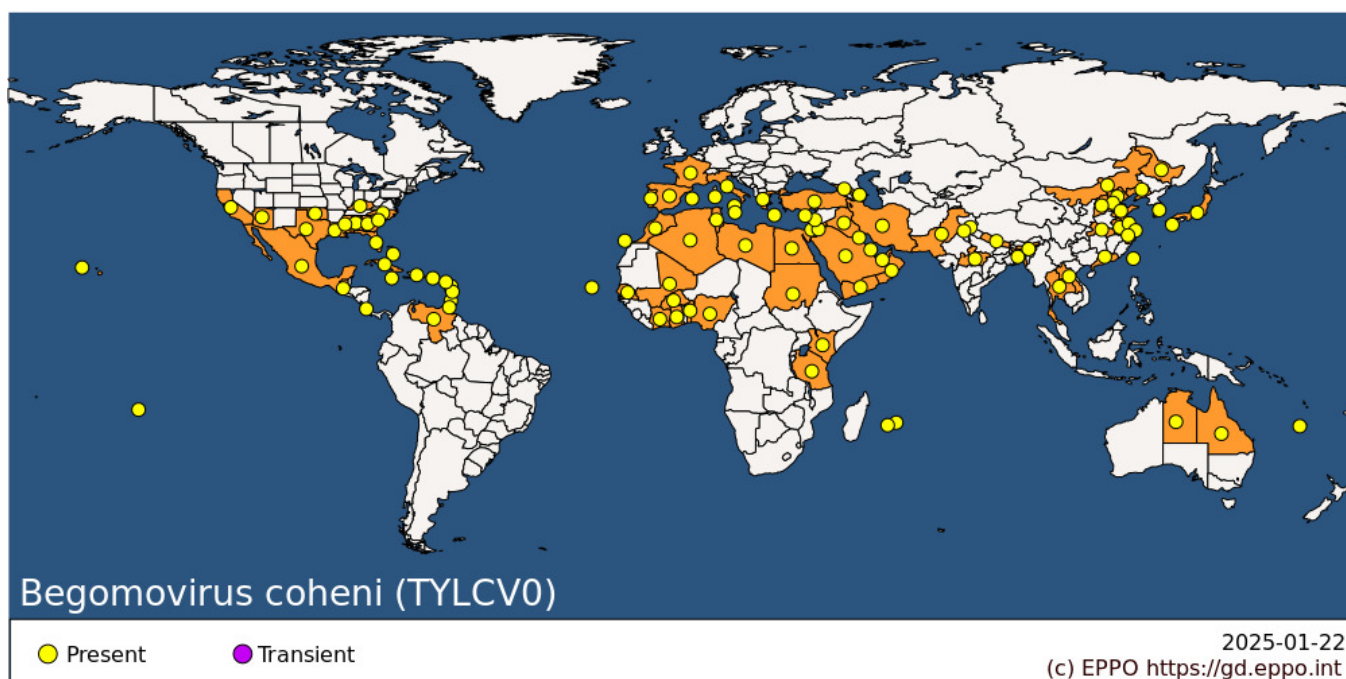 Begomovirus coheni (TYLCV0)
Present
Transient
2025-01-22
(c) EPPO https://gd.eppo.int